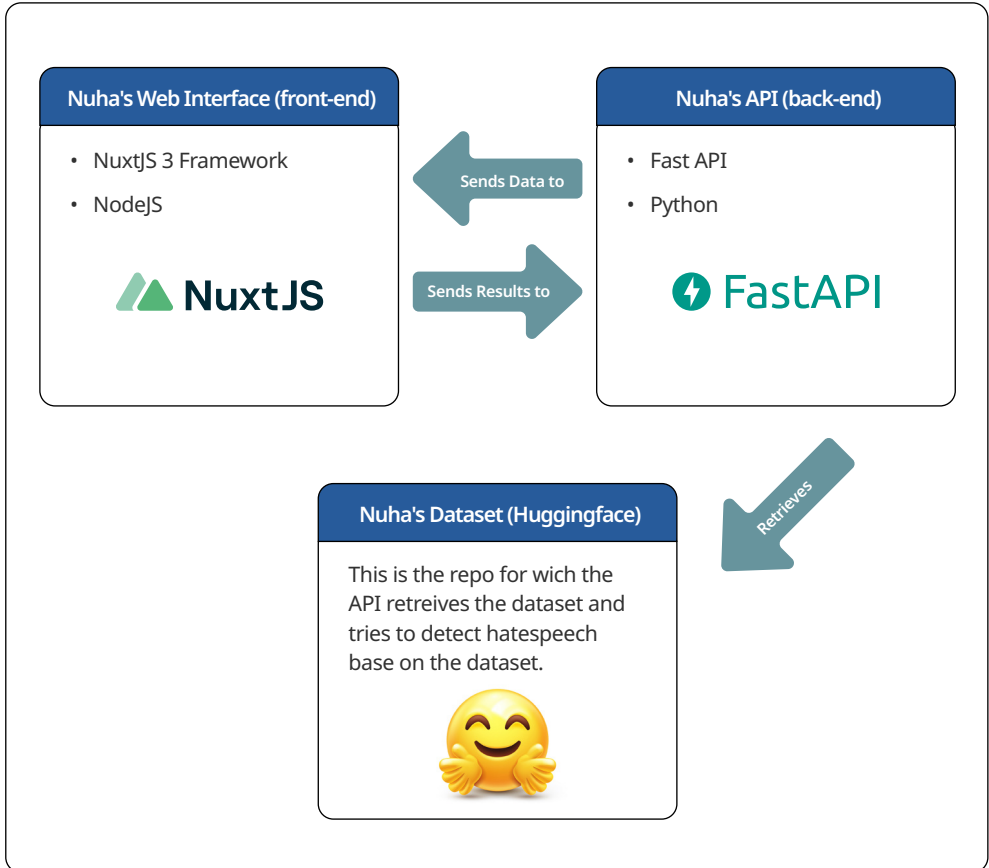 Nuha's Web Interface (front-end)
• NuxtJS 3 Framework
• NodeJS
NuxtJS
Sends Data to
Sends Results to
Nuha's API (back-end)
• Fast API
• Python
FastAPI
Retrieves
Nuha's Dataset (Huggingface)
This is the repo for wich the
API retreives the dataset and
tries to detect hatespeech
base on the dataset.